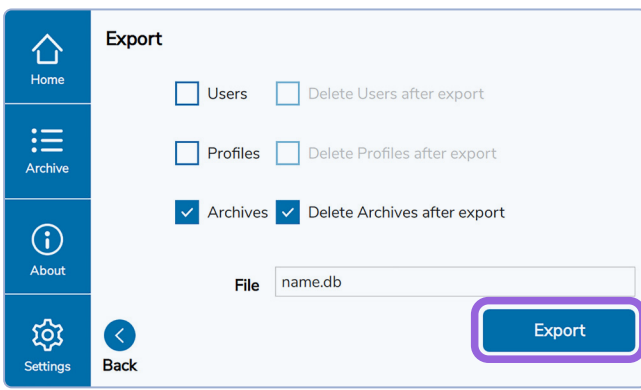 Export
Home
Users Delete Users after export
Archive
Profiles Delete Profiles after export
Archives Delete Archives after export
About
File name.db
Export
Settings
Back